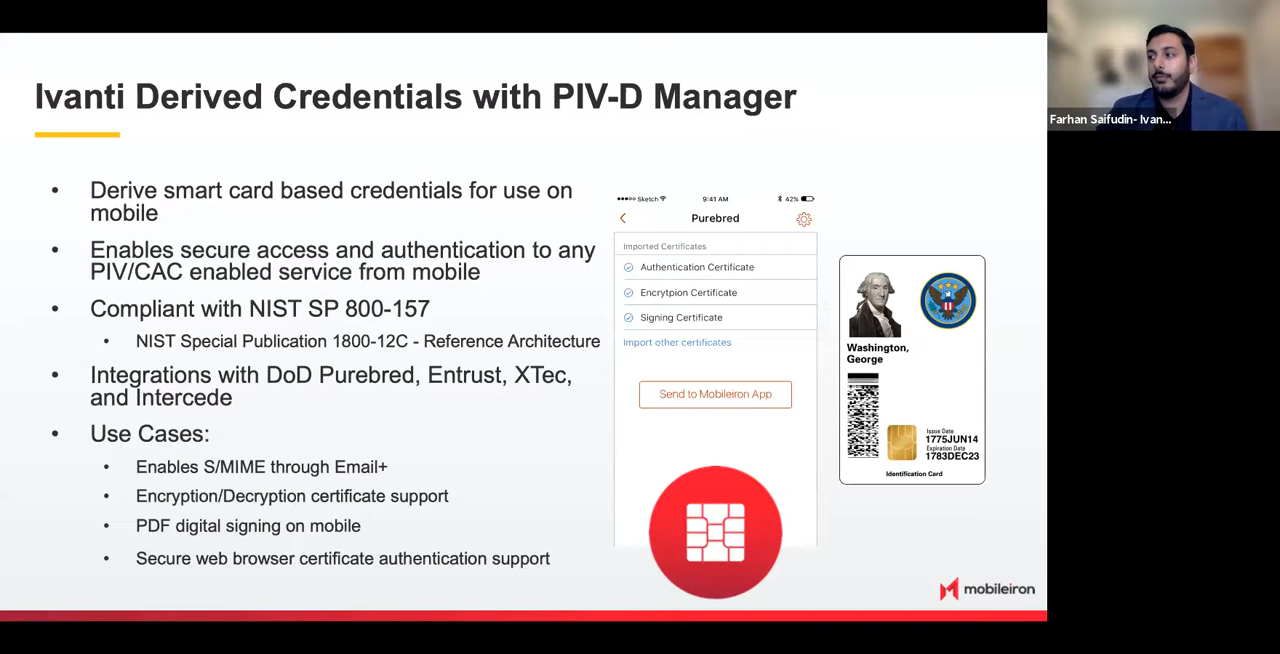 Ivanti Derived Credentials with PIV-D Manager
• Derive smart card based credentials for use on
mobile
• Enables secure access and authentication to any
PIV/CAC enabled service from mobile
• Compliant with NIST SP 800-157
• NIST Special Publication 1800-12C - Reference Architecture
• Integrations with DoD Purebred, Entrust, XTec,
and Intercede
• Use Cases:
• Enables S/MIME through Email+
• Encryption/Decryption certificate support
• PDF digital signing on mobile
• Secure web browser certificate authentication support
Sketch 9:41 AM 42%
Purebred
Imported Certificates
Authentication Certificate
Encrytpion Certificate
Signing Certificate
Import other certificates
Send to Mobileiron App
Washington,
George
Issue Date
1775JUN14
Expiration Date
1783DEC23
Identification Card
mobileiron
Farhan Saifudin- Ivan...